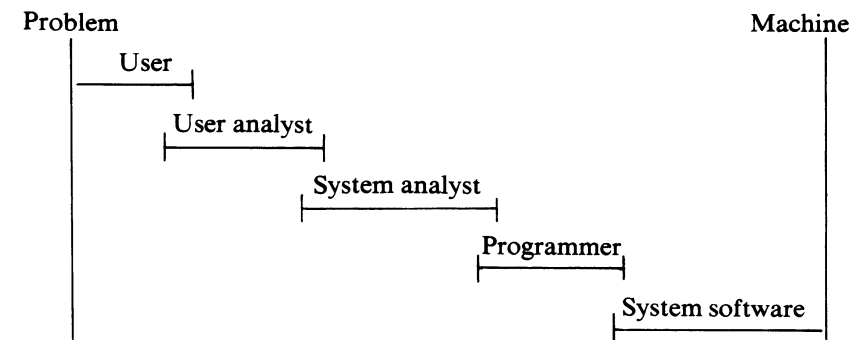 Problem
Machine
User
User analyst
System analyst
Programmer
System software